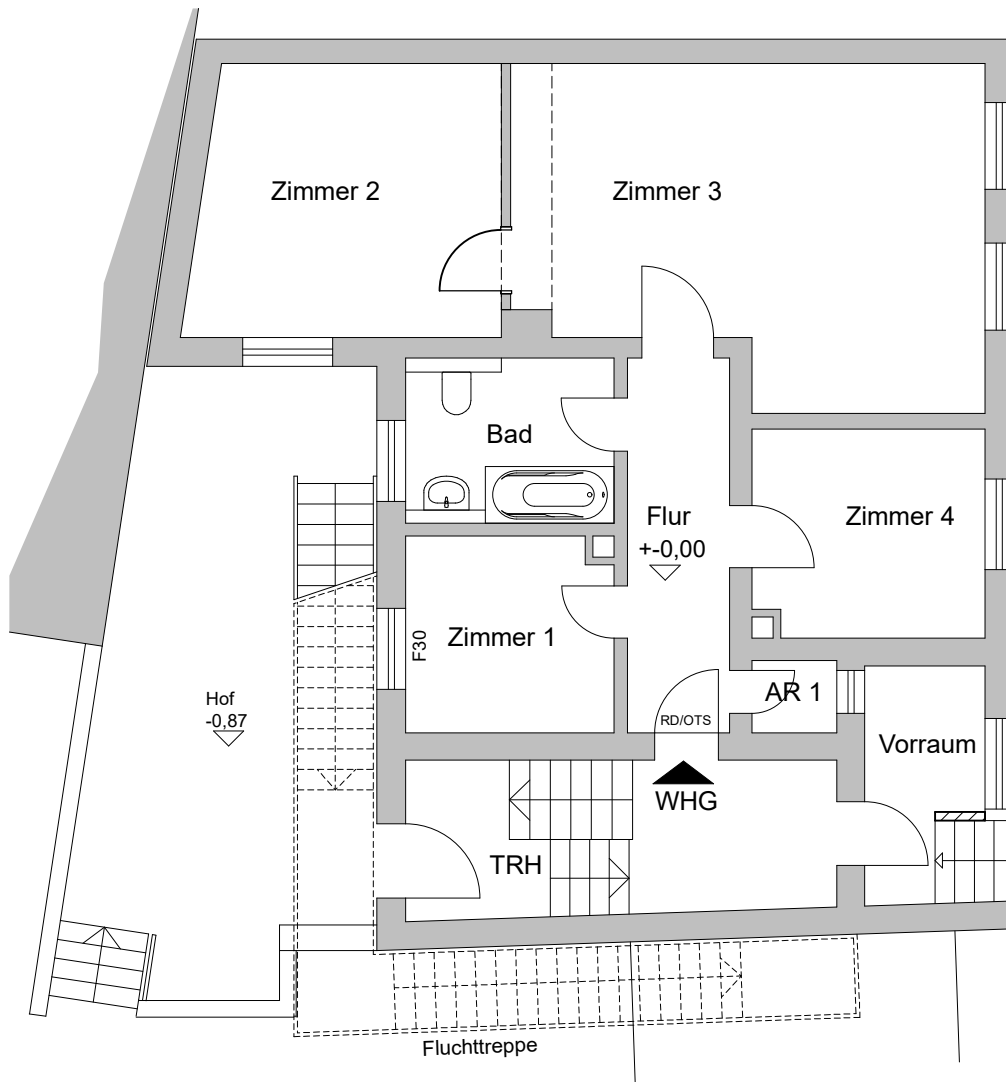 Zimmer 2
Zimmer 3
Bad
Flur
+-0,00
Zimmer 4
Zimmer 1
F30
Hof
-0,87
AR 1
RD/OTS
Vorraum
WHG
TRH
Fluchttreppe